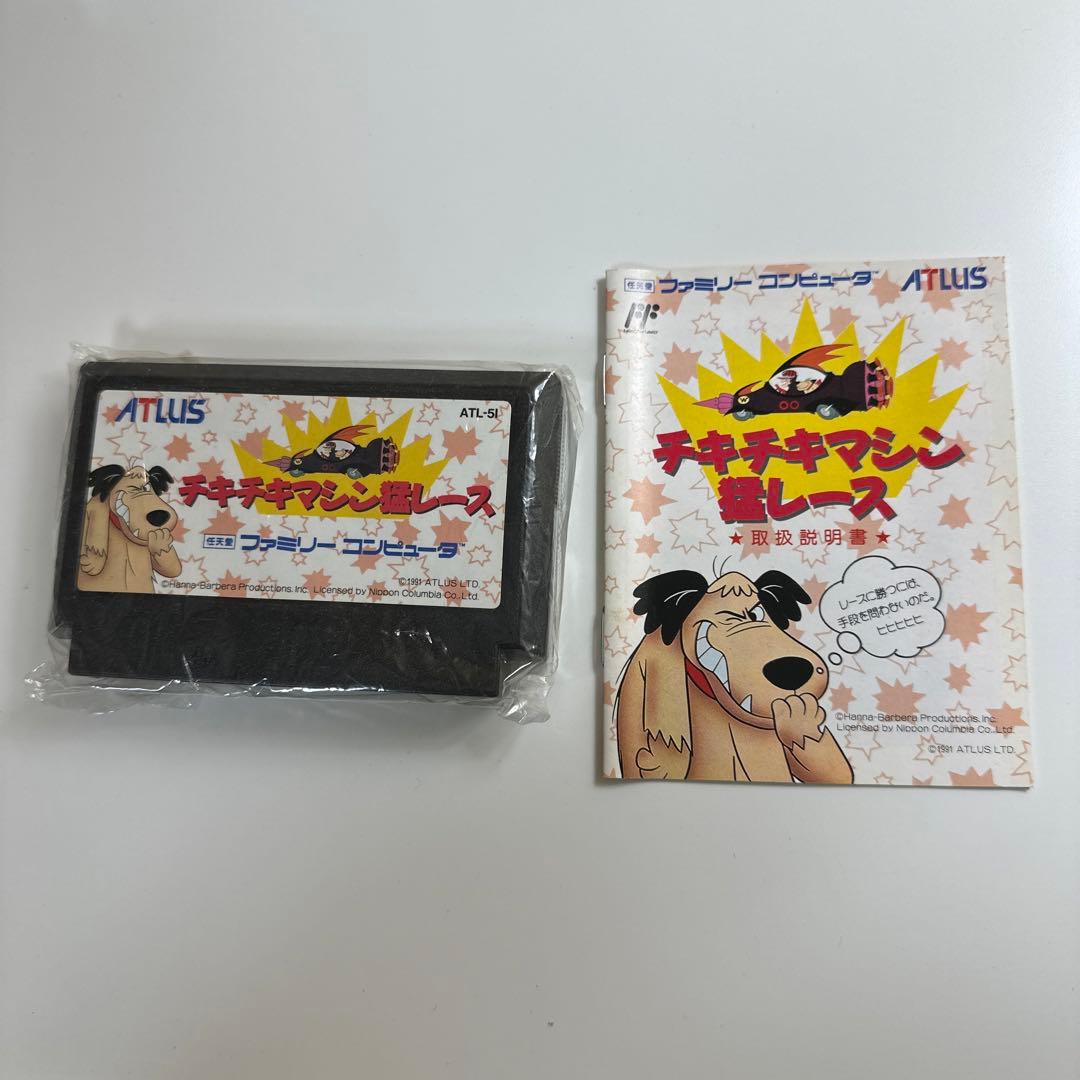 ATLUS
ATL-5I
チキチキマシン猛レース
任天堂 ファミリー コンピュータ
©1991 ATLUS LTD.
©Hanna-Barbera Productions, Inc. Licensed by Nippon Columbia Co., Ltd.
任天堂 ファミリー コンピュータ™ ATLUS
W
チキチキマシン
猛レース
★取扱説明書★
レースに勝つには、
手段を問わないのだ。
ヒヒヒヒヒ
©Hanna-Barbera Productions, Inc.
Licensed by Nippon Columbia Co., Ltd.
©1991 ATLUS LTD.